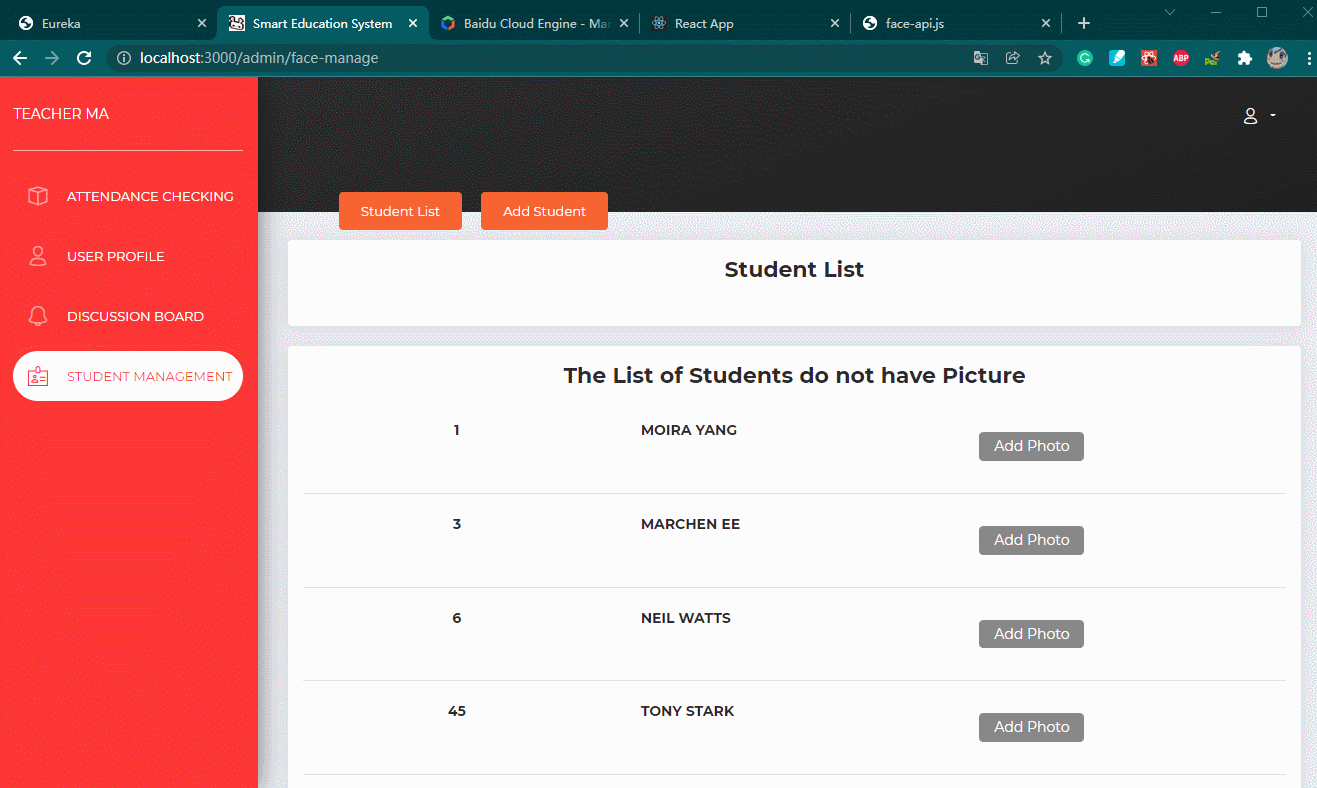 Eureka
Smart Education System
Baidu Cloud Engine - Mar
React App
face-api.js
localhost:3000/admin/face-manage
ABP
TEACHER MA
ATTENDANCE CHECKING
USER PROFILE
DISCUSSION BOARD
STUDENT MANAGEMENT
Student List Add Student
Student List
The List of Students do not have Picture
1 MOIRA YANG Add Photo
3 MARCHEN EE Add Photo
6 NEIL WATTS Add Photo
45 TONY STARK Add Photo